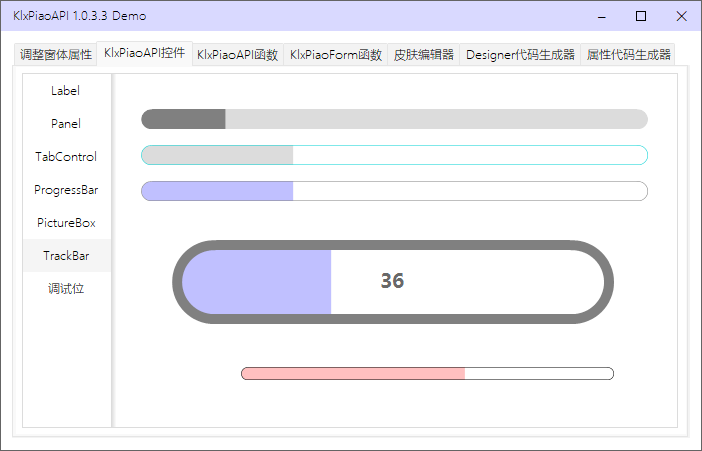 KlxPiaoAPI 1.0.3.3 Demo
调整窗体属性 KlxPiaoAPI控件 KlxPiaoAPI函数 KlxPiaoForm函数 皮肤编辑器 Designer代码生成器 属性代码生成器
Label
Panel
TabControl
ProgressBar
PictureBox
TrackBar
调试位
36